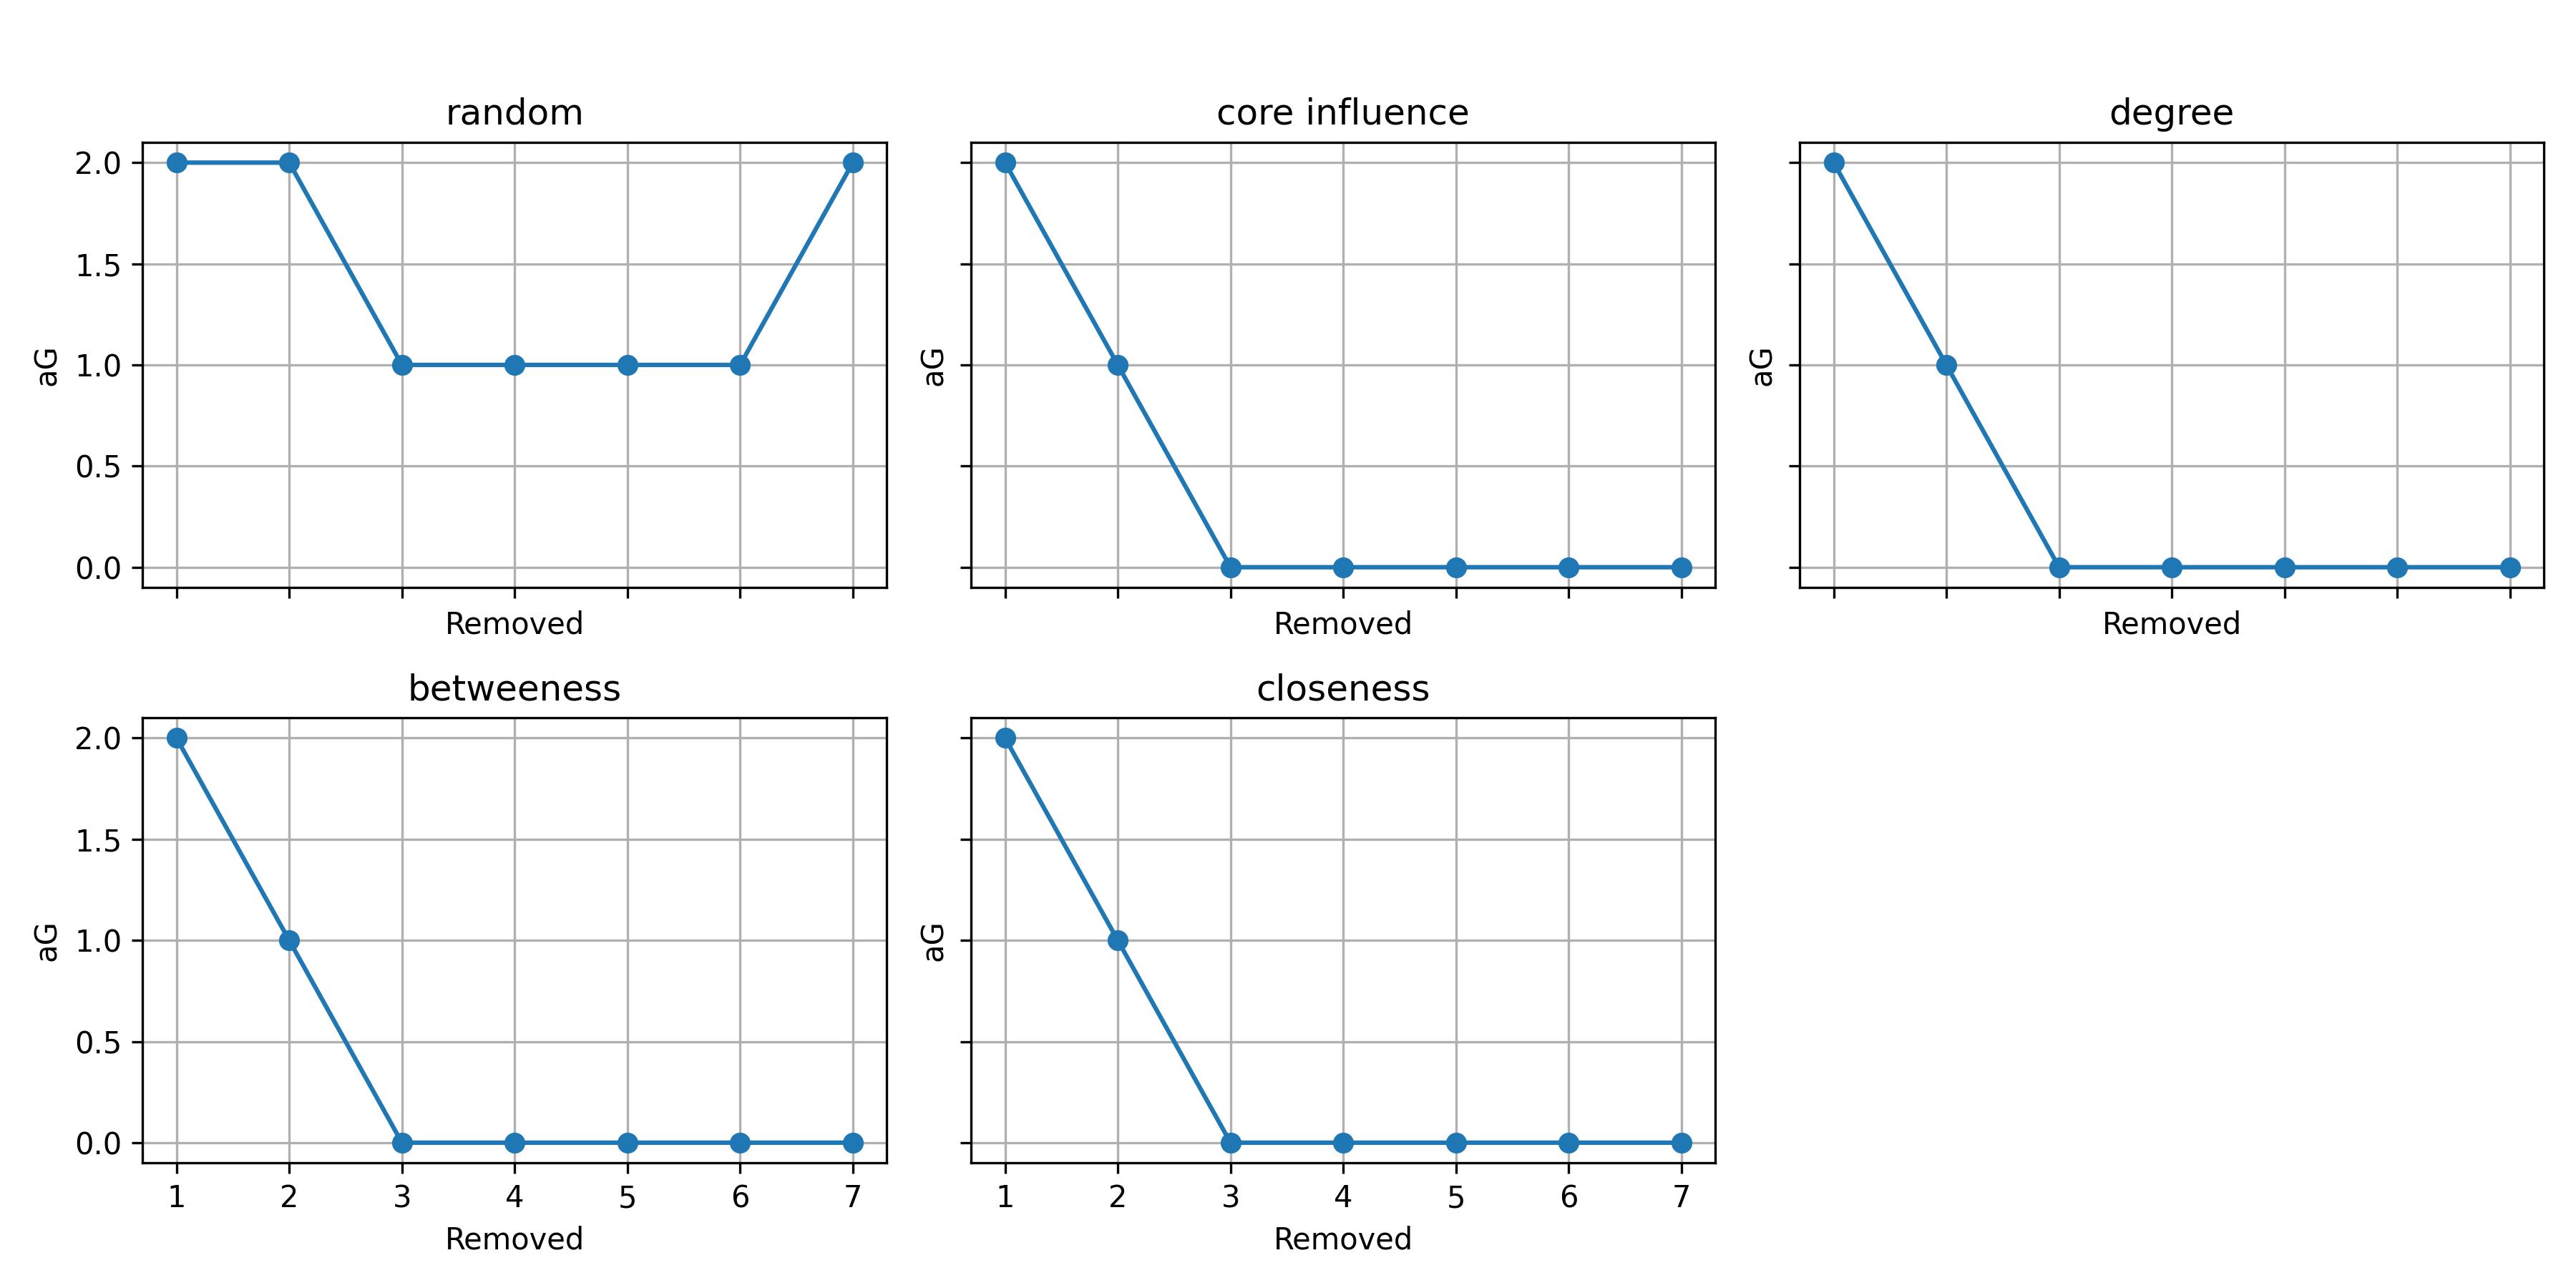 random
core influence
degree
2.0
1.5
1.0
0.5
0.0
aG
aG
aG
Removed
Removed
Removed
betweeness
closeness
2.0
1.5
1.0
0.5
0.0
aG
aG
1 2 3 4 5 6 7
1 2 3 4 5 6 7
Removed
Removed